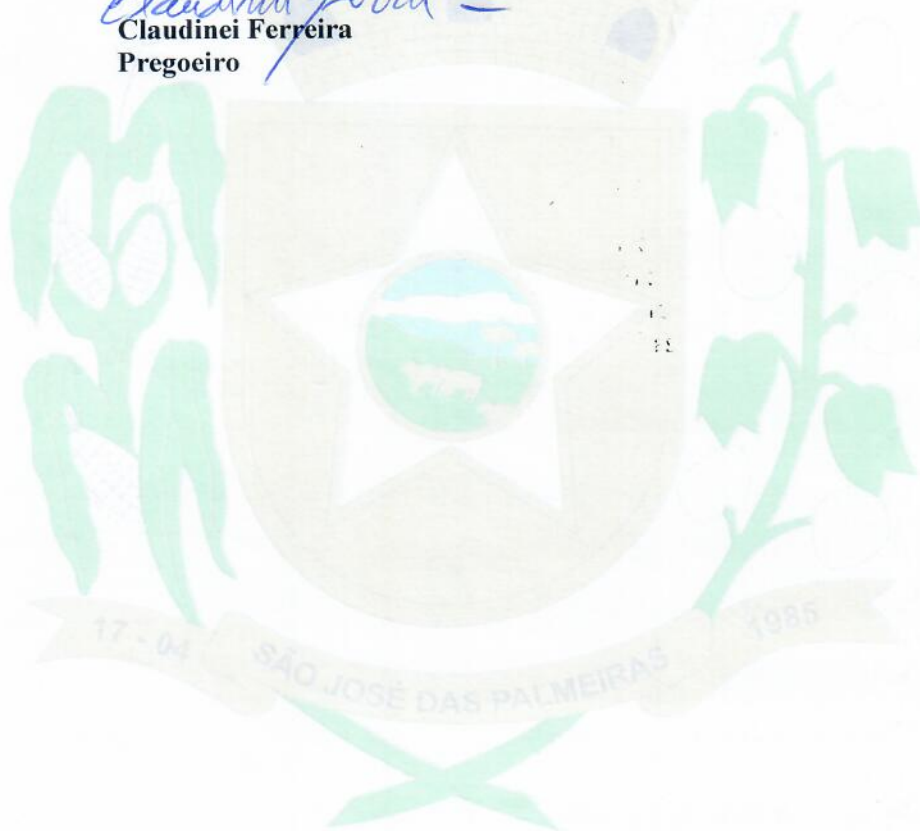 Claudinei Ferreira
Pregoeiro
17 - 04
SÃO JOSÉ DAS PALMEIRAS
1985